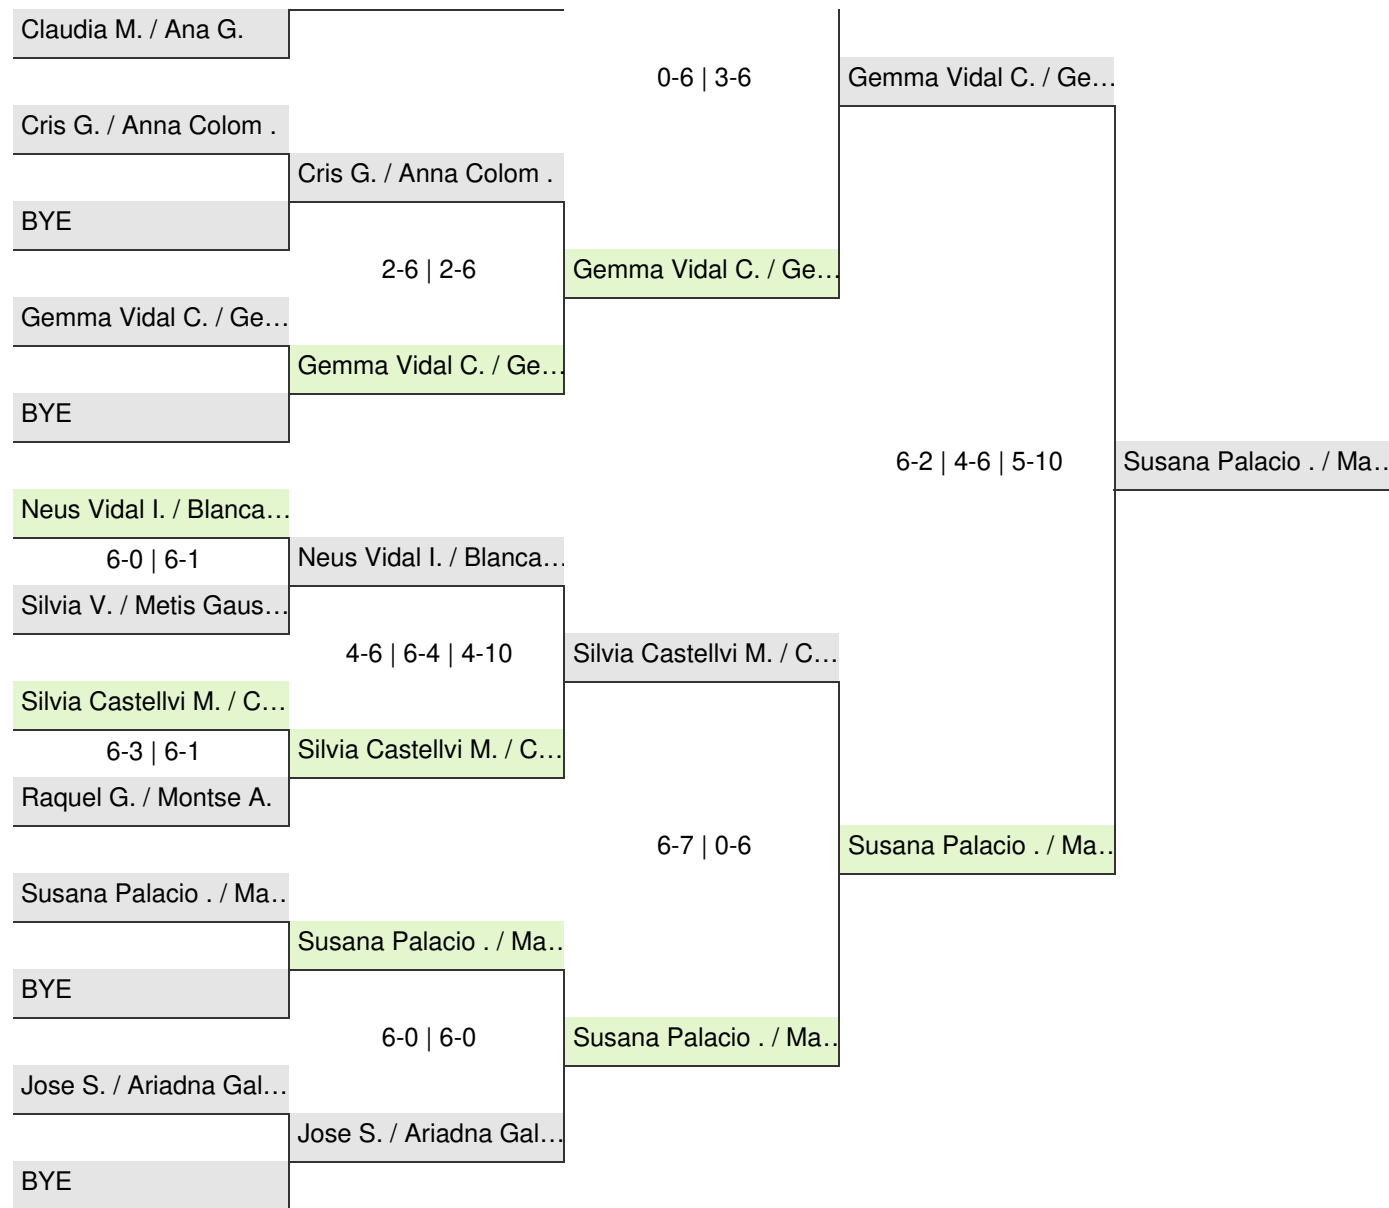 Claudia M. / Ana G.
Cris G. / Anna Colom .
BYE
Gemma Vidal C. / Ge...
BYE
Neus Vidal I. / Blanca...
6-0 | 6-1
Silvia V. / Metis Gaus...
Silvia Castellvi M. / C...
6-3 | 6-1
Raquel G. / Montse A.
Susana Palacio . / Ma...
BYE
Jose S. / Ariadna Gal...
BYE
Cris G. / Anna Colom .
2-6 | 2-6
Gemma Vidal C. / Ge...
Neus Vidal I. / Blanca...
4-6 | 6-4 | 4-10
Silvia Castellvi M. / C...
Susana Palacio . / Ma...
6-0 | 6-0
Jose S. / Ariadna Gal...
0-6 | 3-6
Gemma Vidal C. / Ge...
Silvia Castellvi M. / C...
6-7 | 0-6
Susana Palacio . / Ma...
Gemma Vidal C. / Ge...
6-2 | 4-6 | 5-10
Susana Palacio . / Ma...
Susana Palacio . / Ma...